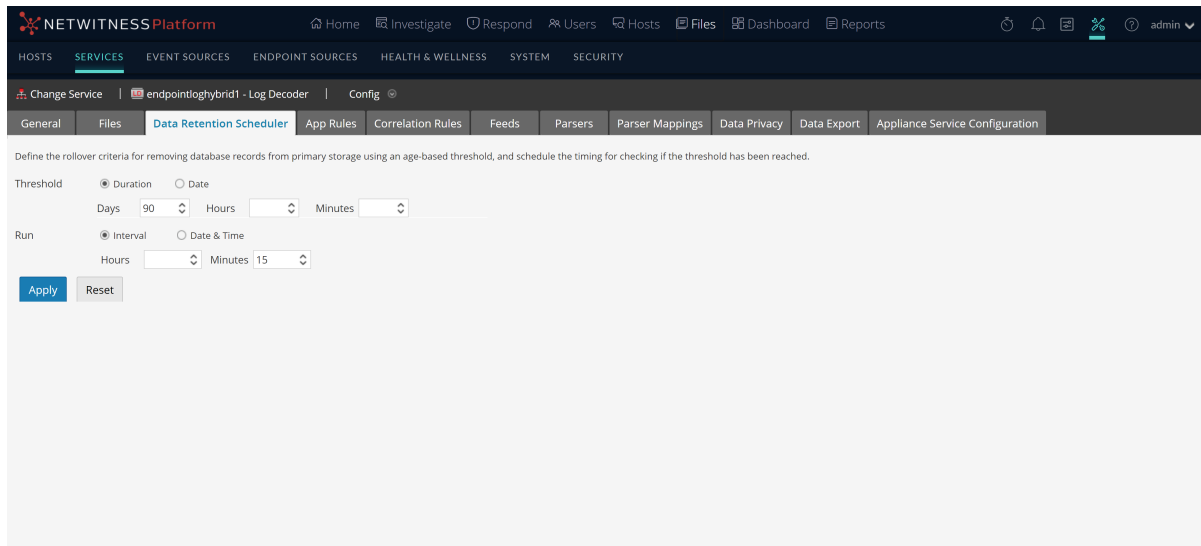 NETWITNESS Platform Home Investigate Respond Users Hosts Files Dashboard Reports admin
HOSTS SERVICES EVENT SOURCES ENDPOINT SOURCES HEALTH & WELLNESS SYSTEM SECURITY
Change Service | endpointloghybrid1 - Log Decoder | Config
General Files Data Retention Scheduler App Rules Correlation Rules Feeds Parsers Parser Mappings Data Privacy Data Export Appliance Service Configuration
Define the rollover criteria for removing database records from primary storage using an age-based threshold, and schedule the timing for checking if the threshold has been reached.
Threshold Duration Date
Days 90 Hours Minutes
Run Interval Date & Time
Hours Minutes 15
Apply Reset